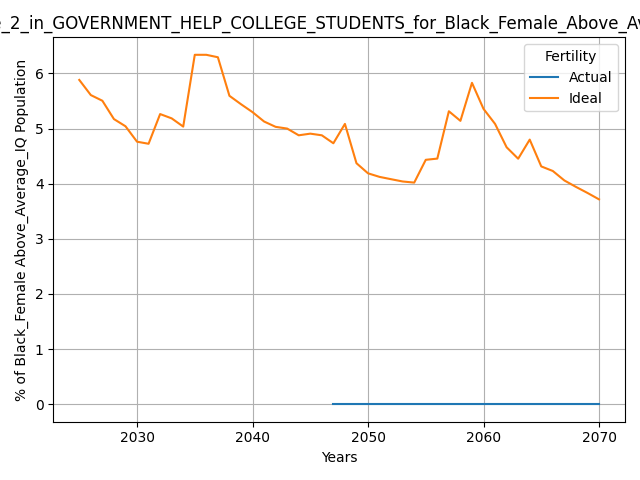 _2_in_GOVERNMENT_HELP_COLLEGE_STUDENTS_for_Black_Female_Above_Av
Fertility
Actual
Ideal
% of Black_Female Above_Average_IQ Population
6
5
4
3
2
1
0
2030 2040 2050 2060 2070
Years